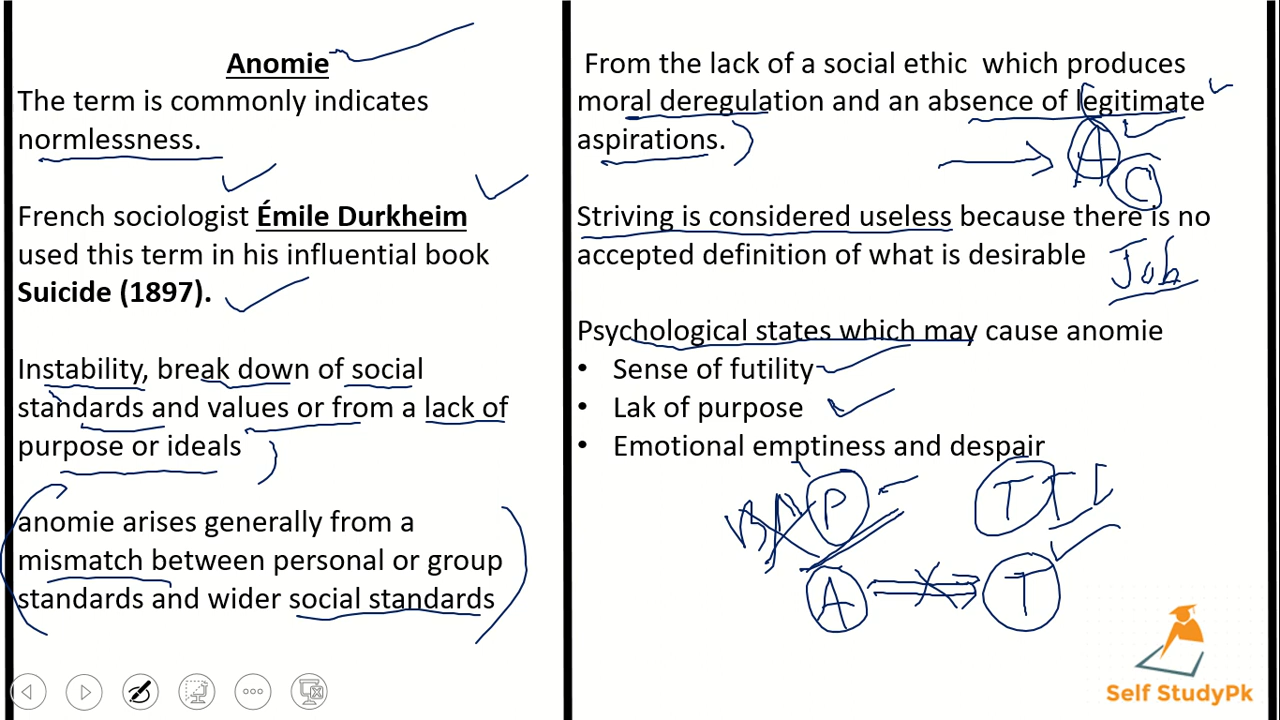 Anomie
The term is commonly indicates
normlessness.
French sociologist Émile Durkheim
used this term in his influential book
Suicide (1897).
Instability, break down of social
standards and values or from a lack of
purpose or ideals
anomie arises generally from a
mismatch between personal or group
standards and wider social standards
From the lack of a social ethic which produces
moral deregulation and an absence of legitimate
aspirations.
A
C
Striving is considered useless because there is no
accepted definition of what is desirable
Job
Psychological states which may cause anomie
• Sense of futility
• Lak of purpose
• Emotional emptiness and despair
P
T
A
T
Self StudyPk